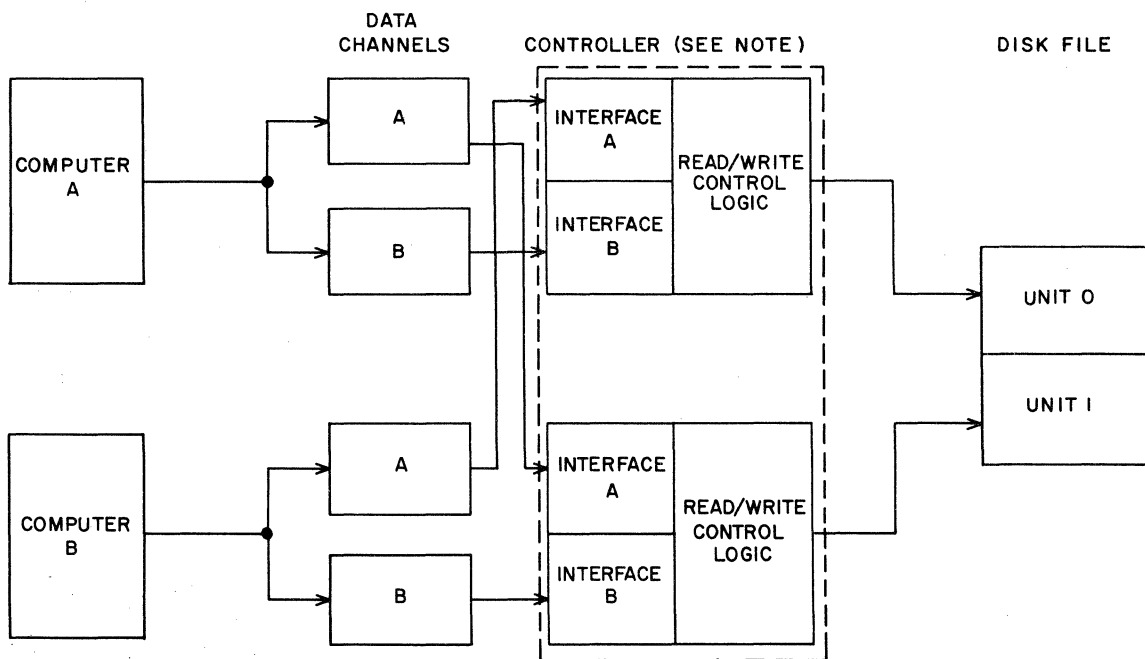 DATA
CHANNELS
CONTROLLER (SEE NOTE)
DISK FILE
COMPUTER
A
A
B
INTERFACE
A
INTERFACE
B
READ/WRITE
CONTROL
LOGIC
UNIT 0
UNIT 1
COMPUTER
B
A
B
INTERFACE
A
INTERFACE
B
READ/WRITE
CONTROL
LOGIC